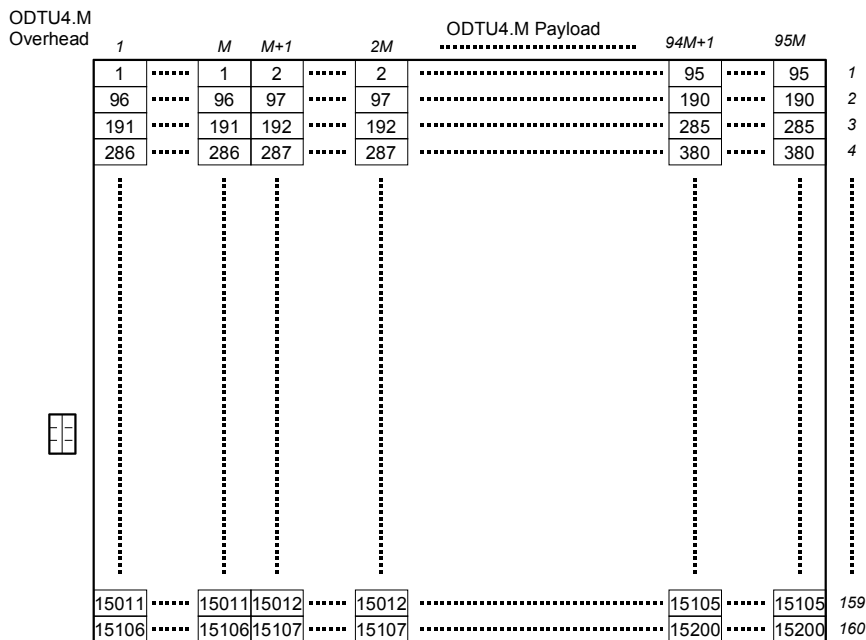 ODTU4.M
Overhead
ODTU4.M Payload
1 M M+1 2M 94M+1 95M
1 1 2 2 95 95 1
96 96 97 97 190 190 2
191 191 192 192 285 285 3
286 286 287 287 380 380 4
15011 15011 15012 15012 15105 15105 159
15106 15106 15107 15107 15200 15200 160